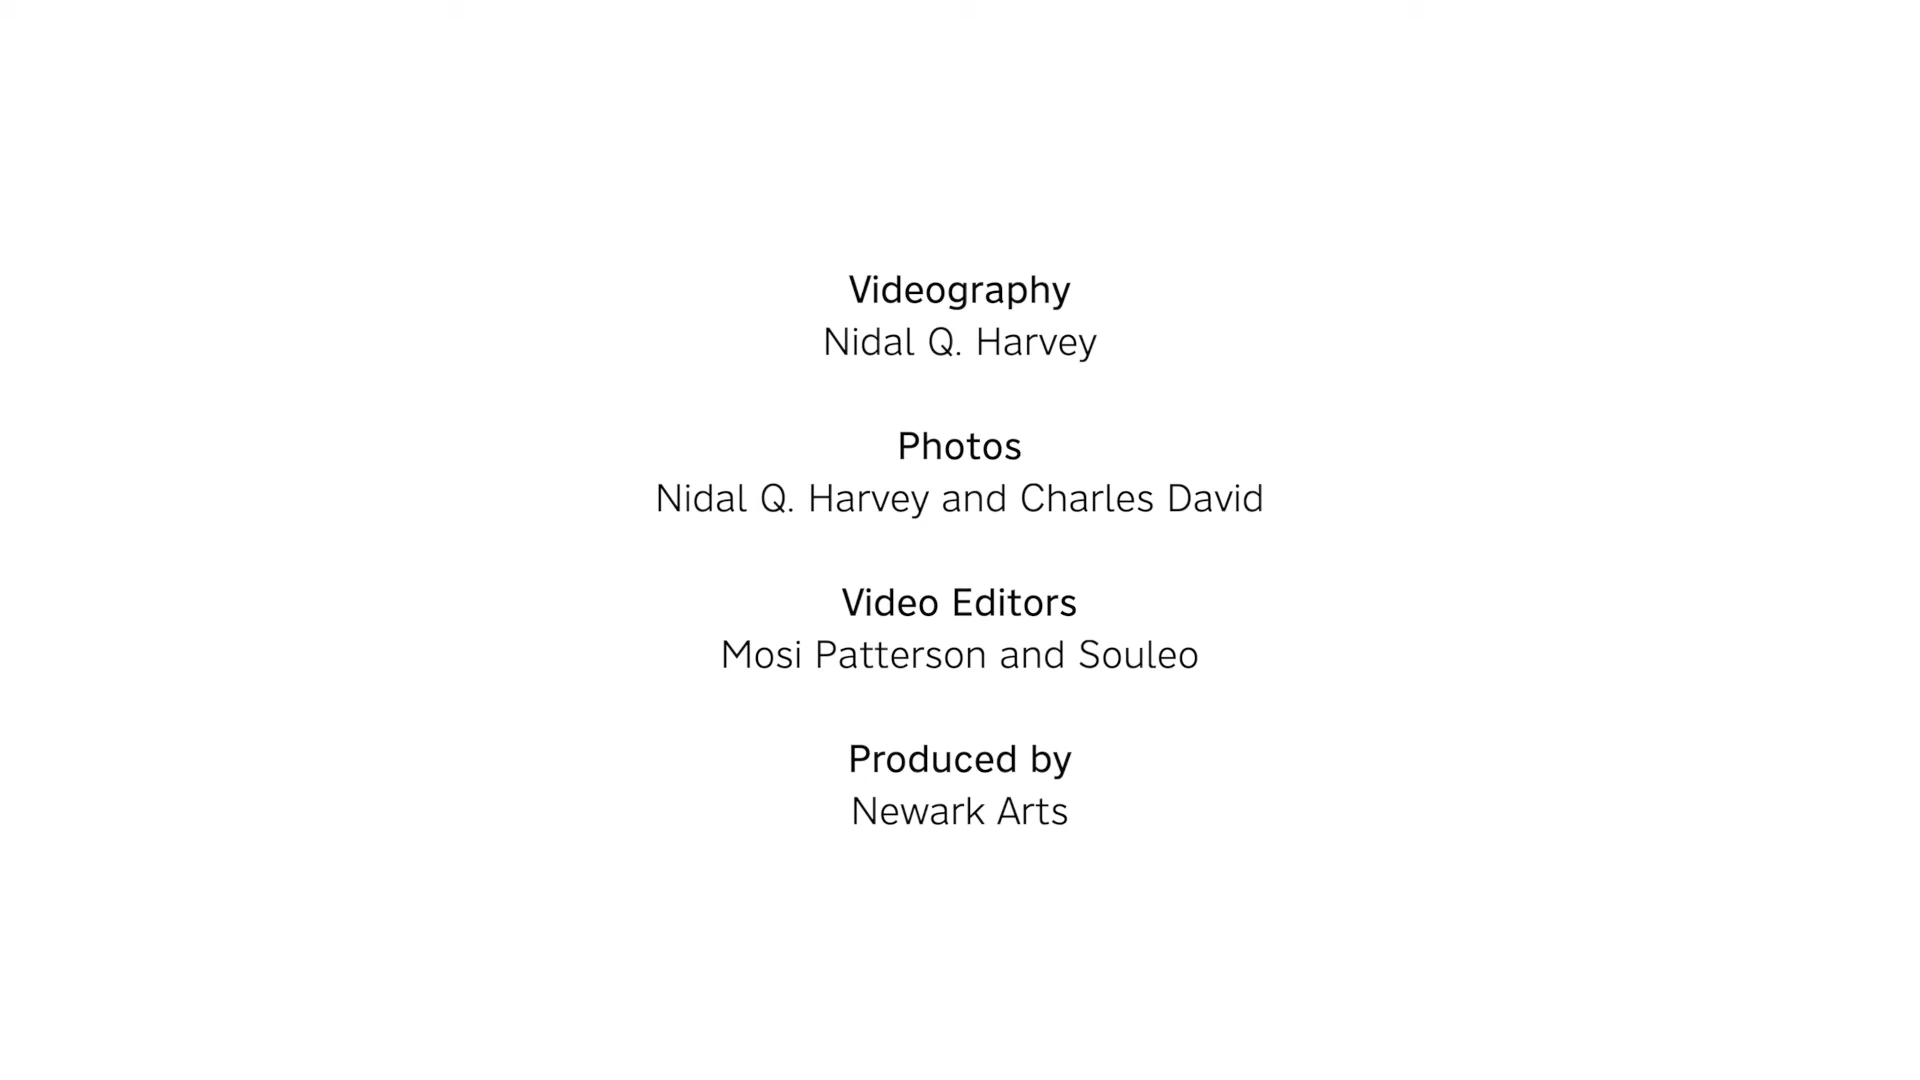 Videography
Nidal Q. Harvey
Photos
Nidal Q. Harvey and Charles David
Video Editors
Mosi Patterson and Souleo
Produced by
Newark Arts